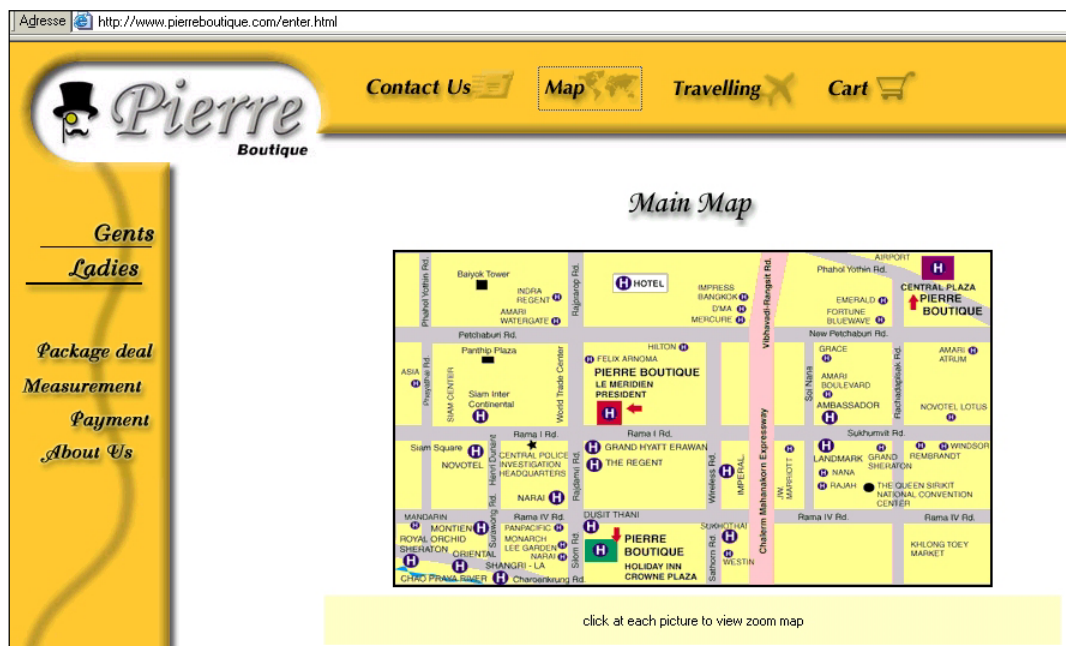 Adresse http://www.pierreboutique.com/enter.html
Contact Us
Map
Travelling
Cart
Pierre
Boutique
Gents
Ladies
Package deal
Measurement
Payment
About Us
Main Map
Phahol Yothin Rd.
Baiyok Tower
INDRA
REGENT H
AMARI
WATERGATE H
Rajprarop Rd.
H HOTEL
IMPRESS
BANGKOK H
D'MA H
MERCURE H
Vibhavadi-Rangsit Rd.
AIRPORT
Phahol Yothin Rd.
H
CENTRAL PLAZA
PIERRE
BOUTIQUE
EMERALD H
FORTUNE
BLUEWAVE H
Petchaburi Rd.
New Petchaburi Rd.
ASIA
H
Phayathai Rd.
Panthip Plaza
SIAM CENTER
Siam Inter
Continental H
World Trade Center
HILTON H
H FELIX ARNOMA
PIERRE BOUTIQUE
LE MERIDIEN
PRESIDENT
H
Soi Nana
GRACE
H
AMARI
BOULEVARD
H
AMBASSADOR
H
Rachadapisak Rd.
AMARI H
ATRUM
NOVOTEL LOTUS
H
Rama I Rd.
Rama I Rd.
Sukhumvit Rd.
Siam Square H
NOVOTEL
Henri Dunant
CENTRAL POLICE
INVESTIGATION
HEADQUARTERS
NARAI H
Rajdamri Rd.
H GRAND HYATT ERAWAN
H THE REGENT
Wireless Rd.
H
IMPERAL
Chalerm Mahanakorn Expressway
H
J.W.
MARRIOTT
H
LANDMARK
H NANA
H RAJAH
H
GRAND
SHERATON
H
H WINDSOR
REMBRANDT
THE QUEEN SIRIKIT
NATIONAL CONVENTION
CENTER
MANDARIN
H
Rama IV Rd.
Rama IV Rd.
Rama IV Rd.
MONTIEN H
ROYAL ORCHID
SHERATON
H
ORIENTAL
H
Surawong Rd.
PANPACIFIC H
MONARCH
LEE GARDEN H
NARAI H
SHANGRI - LA
H
CHAO PRAYA RIVER
Charoenkrung Rd.
Silom Rd.
DUSIT THANI
H
H
PIERRE
BOUTIQUE
HOLIDAY INN
CROWNE PLAZA
Sathorn Rd.
SUKHOTHAI
H
H
WESTIN
KHLONG TOEY
MARKET
click at each picture to view zoom map